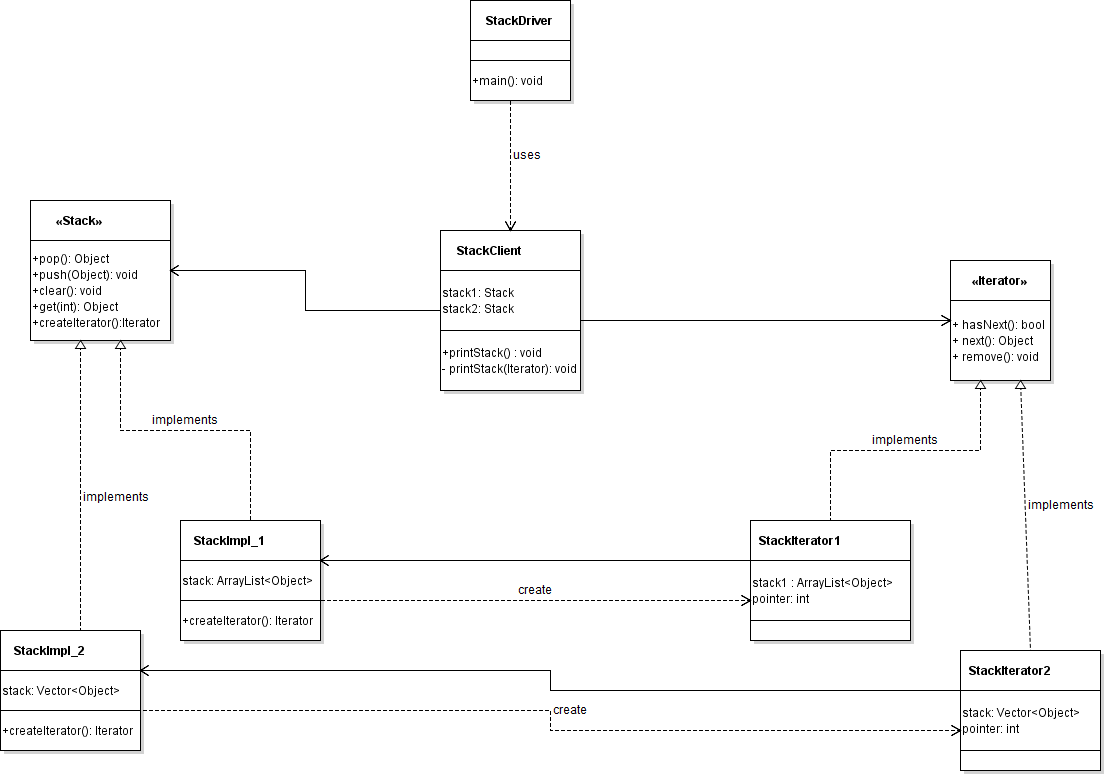 StackDriver
+main(): void
uses
«Stack»
+pop(): Object
+push(Object): void
+clear(): void
+get(int): Object
+createIterator():Iterator
StackClient
stack1: Stack
stack2: Stack
+printStack() : void
- printStack(Iterator): void
«Iterator»
+ hasNext(): bool
+ next(): Object
+ remove(): void
implements
implements
implements
implements
StackImpl_1
stack: ArrayList<Object>
+createIterator(): Iterator
create
StackIterator1
stack1 : ArrayList<Object>
pointer: int
StackImpl_2
stack: Vector<Object>
+createIterator(): Iterator
create
StackIterator2
stack: Vector<Object>
pointer: int